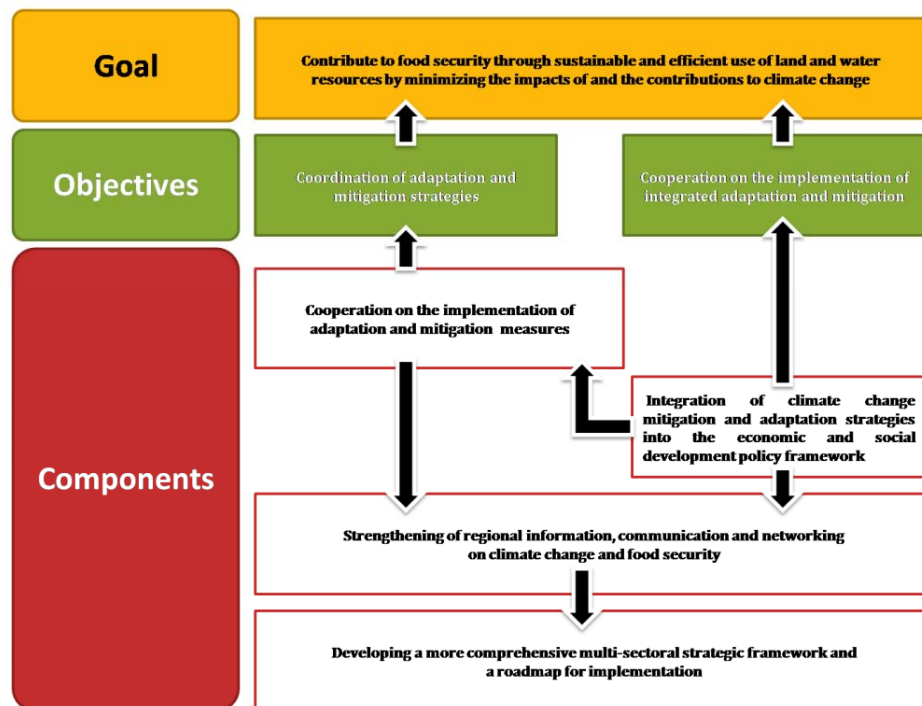 Goal
Contribute to food security through sustainable and efficient use of land and water
resources by minimizing the impacts of and the contributions to climate change
Objectives
Coordination of adaptation and
mitigation strategies
Cooperation on the implementation of
integrated adaptation and mitigation
Components
Cooperation on the implementation of
adaptation and mitigation measures
Integration of climate change
mitigation and adaptation strategies
into the economic and social
development policy framework
Strengthening of regional information, communication and networking
on climate change and food security
Developing a more comprehensive multi-sectoral strategic framework and
a roadmap for implementation